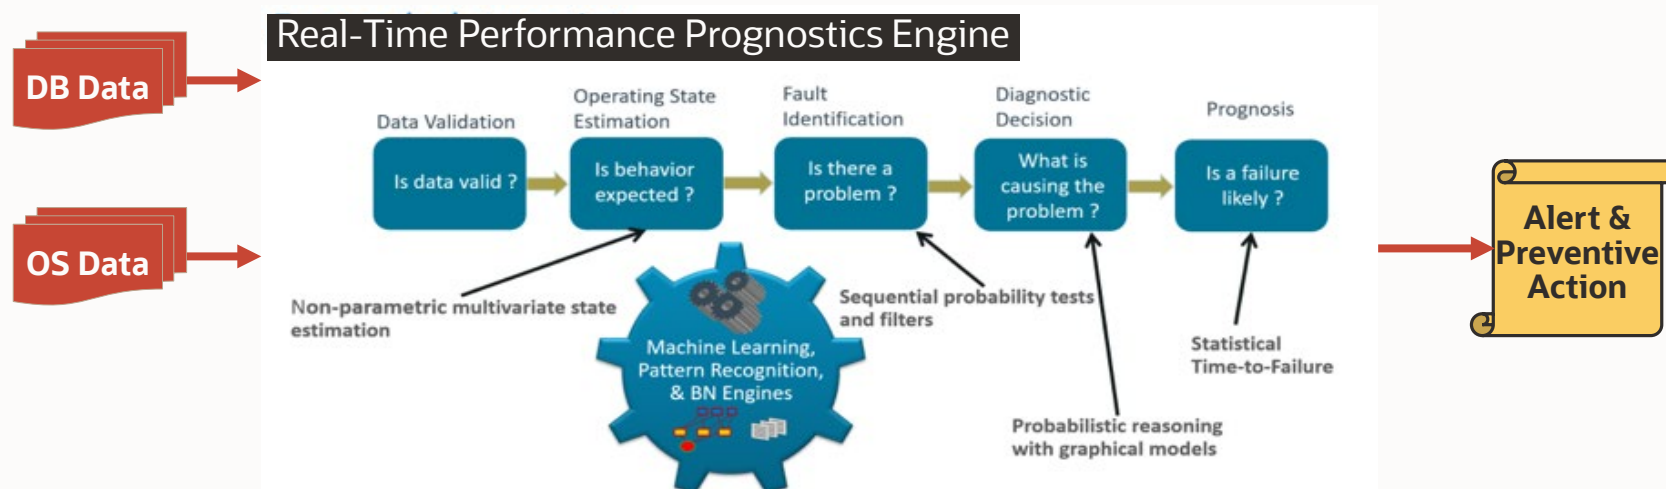 Real-Time Performance Prognostics Engine
DB Data
OS Data
Data Validation
Is data valid ?
Operating State
Estimation
Is behavior
expected ?
Fault
Identification
Is there a
problem ?
Diagnostic
Decision
What is
causing the
problem ?
Prognosis
Is a failure
likely ?
Non-parametric multivariate state
estimation
Machine Learning,
Pattern Recognition,
& BN Engines
Sequential probability tests
and filters
Probabilistic reasoning
with graphical models
Statistical
Time-to-Failure
Alert &
Preventive
Action